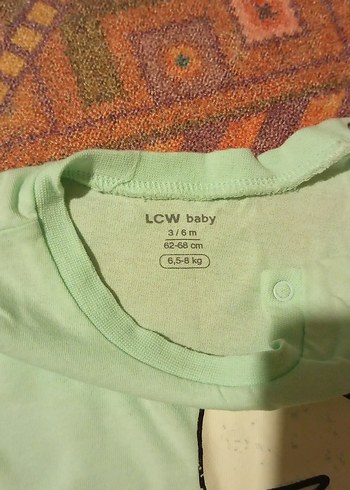 LCW baby
3 / 6 m
62-68 cm
6,5-8 kg